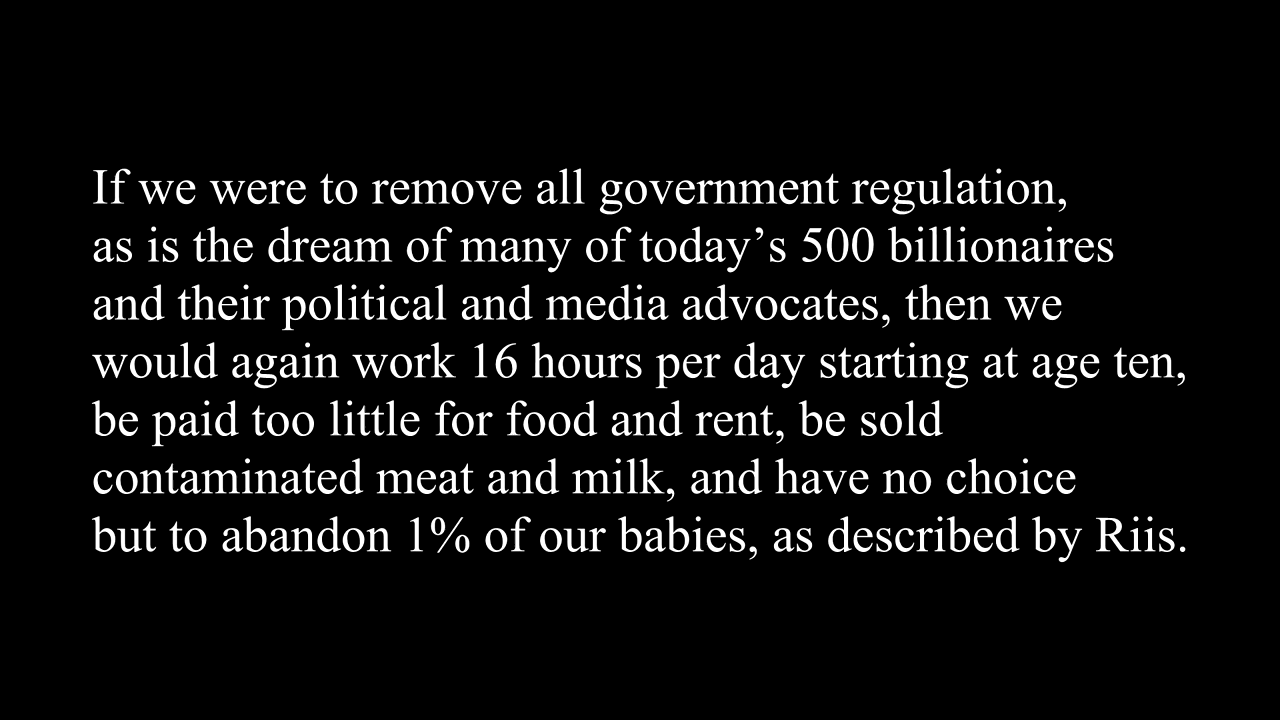 If we were to remove all government regulation,
as is the dream of many of today’s 500 billionaires
and their political and media advocates, then we
would again work 16 hours per day starting at age ten,
be paid too little for food and rent, be sold
contaminated meat and milk, and have no choice
but to abandon 1% of our babies, as described by Riis.